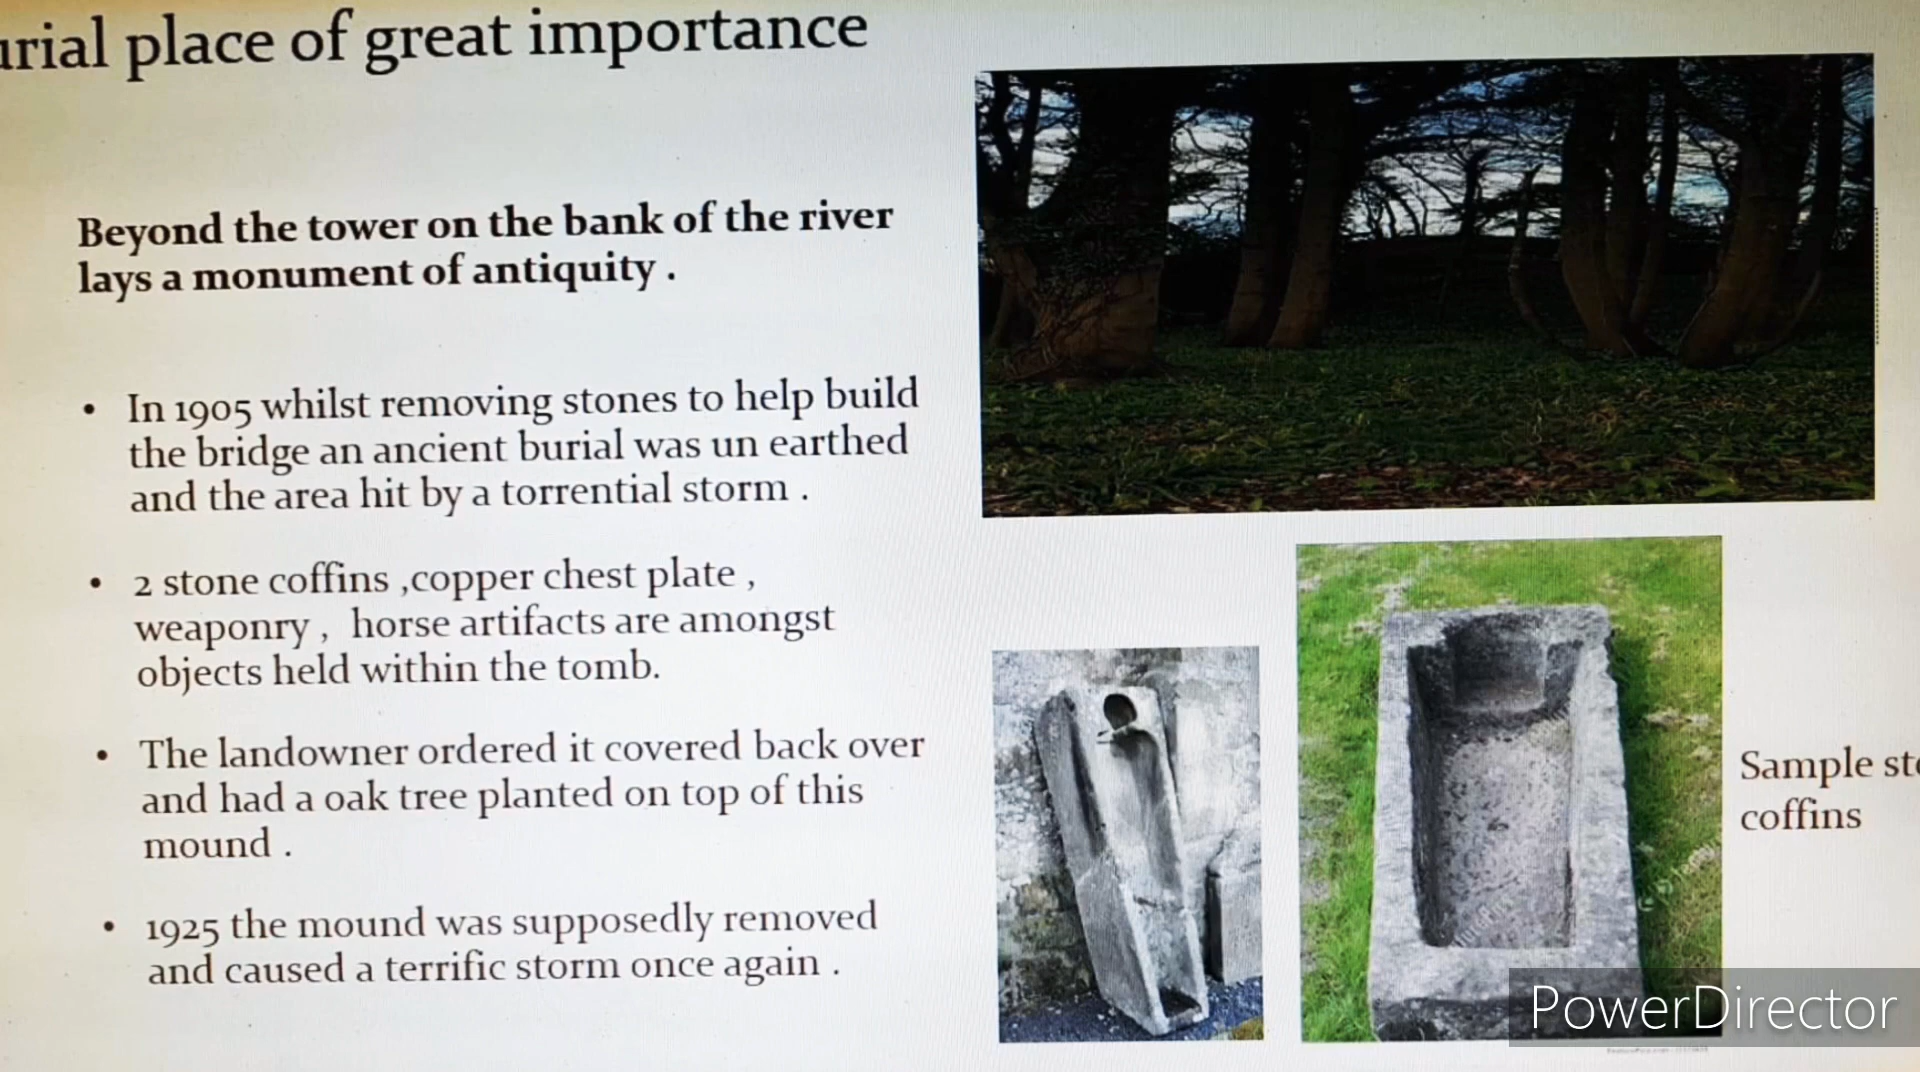 place of great importance
Beyond the tower on the bank of the river
lays a monument of antiquity .
• In 1905 whilst removing stones to help build
the bridge an ancient burial was un earthed
and the area hit by a torrential storm .
• 2 stone coffins ,copper chest plate ,
weaponry , horse artifacts are amongst
objects held within the tomb.
• The landowner ordered it covered back over
and had a oak tree planted on top of this
mound .
• 1925 the mound was supposedly removed
and caused a terrific storm once again .
Sample
coffins
PowerDirector